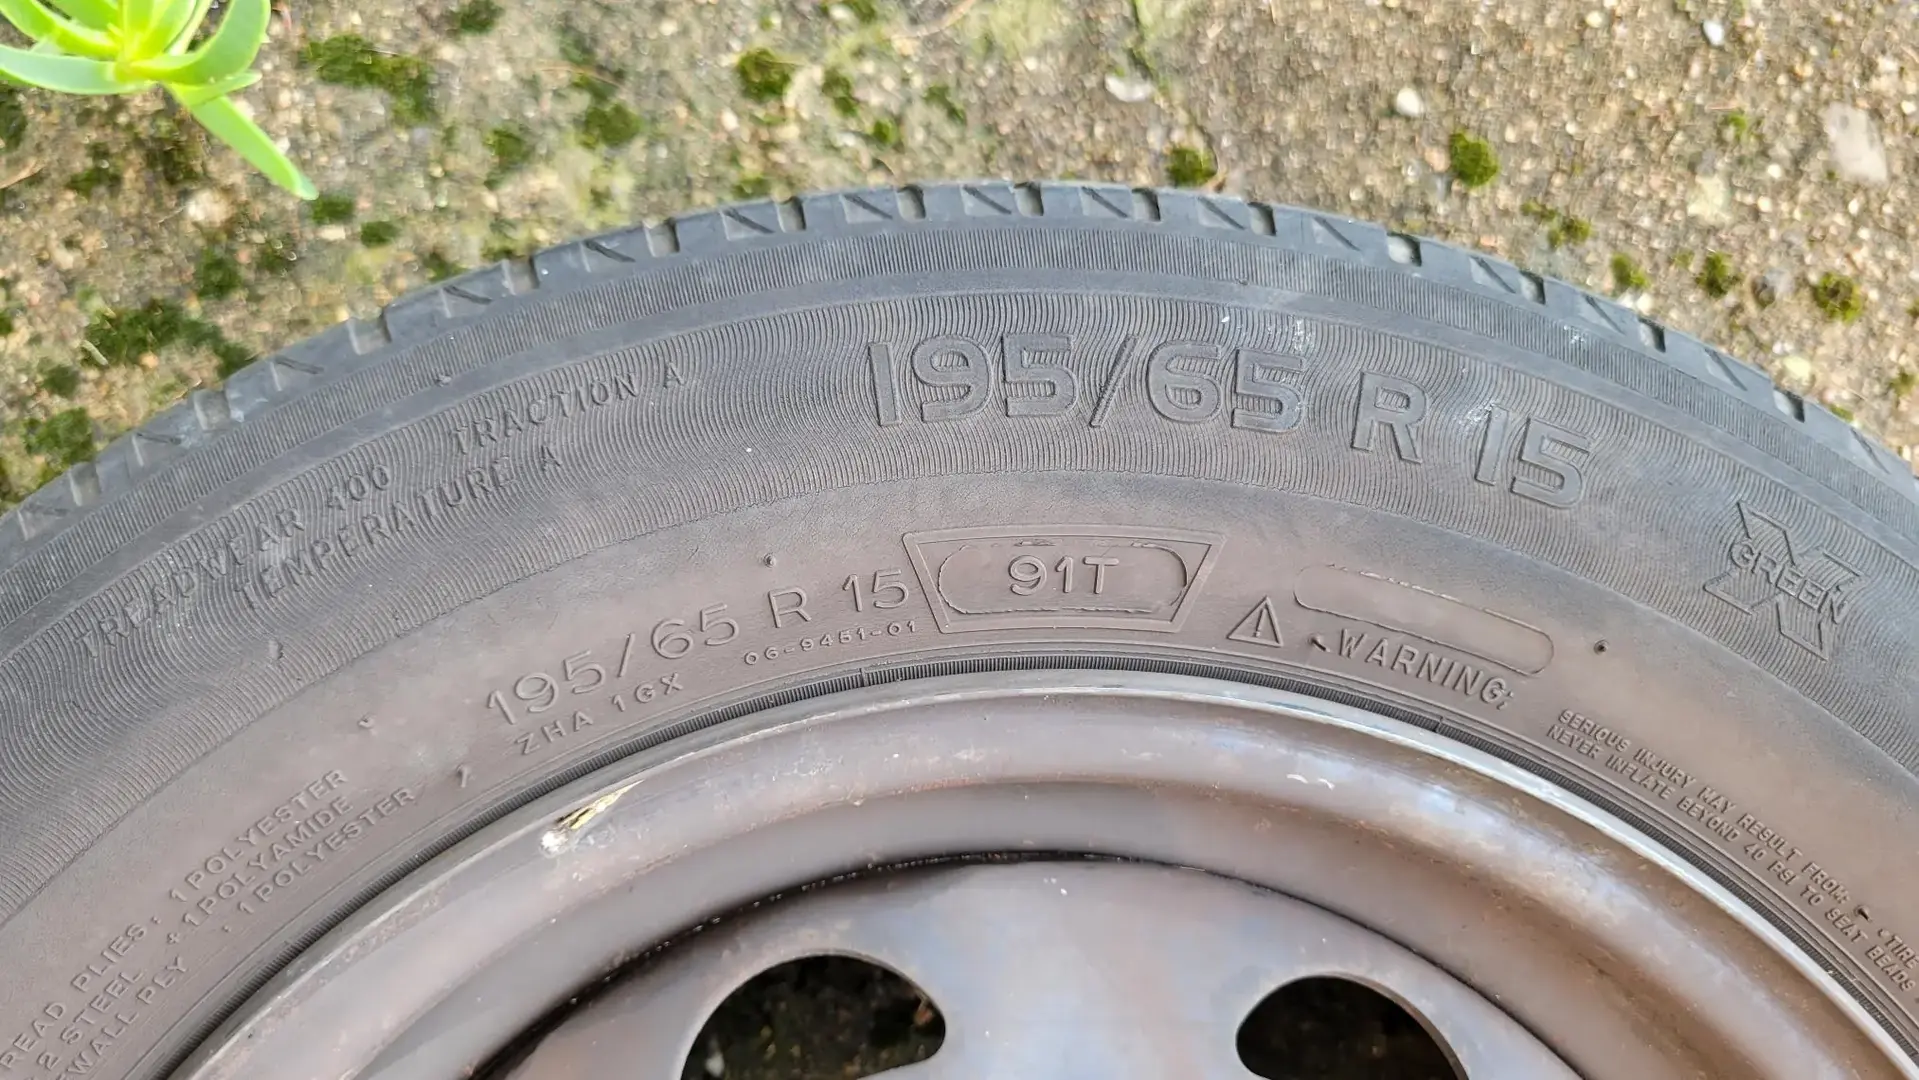 195/65 R 15
TREADWEAR 400 TRACTION A
TEMPERATURE A
GREEN X
91T
195/65 R 15
06-9451-01
ZHA 1GX
WARNING:
SERIOUS INJURY MAY RESULT FROM: •TIRE
NEVER INFLATE BEYOND 40 PSI TO SEAT BEADS
READ PLIES: 1 POLYESTER
2 STEEL + 1 POLYAMIDE
EWALL PLY : 1 POLYESTER